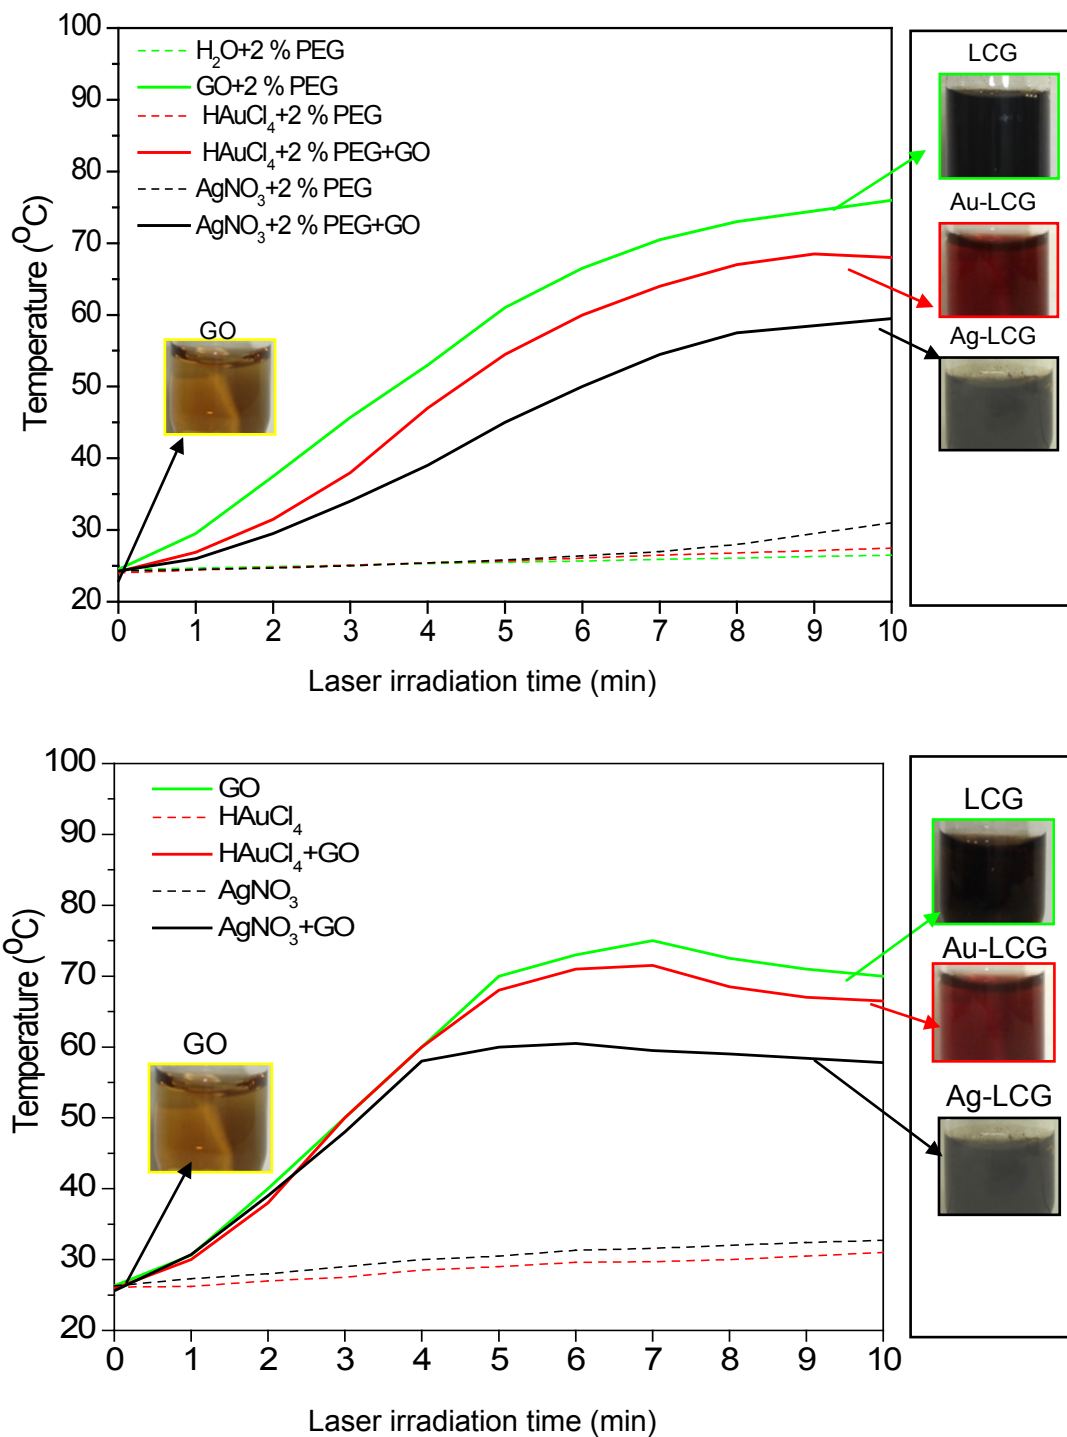 100
90
80
70
60
50
40
30
20
Temperature (⁰C)
H₂O+2 % PEG
GO+2 % PEG
HAuCl₄+2 % PEG
HAuCl₄+2 % PEG+GO
AgNO₃+2 % PEG
AgNO₃+2 % PEG+GO
GO
LCG
Au-LCG
Ag-LCG
0 1 2 3 4 5 6 7 8 9 10
Laser irradiation time (min)
100
90
80
70
60
50
40
30
20
Temperature (⁰C)
GO
HAuCl₄
HAuCl₄+GO
AgNO₃
AgNO₃+GO
GO
LCG
Au-LCG
Ag-LCG
0 1 2 3 4 5 6 7 8 9 10
Laser irradiation time (min)